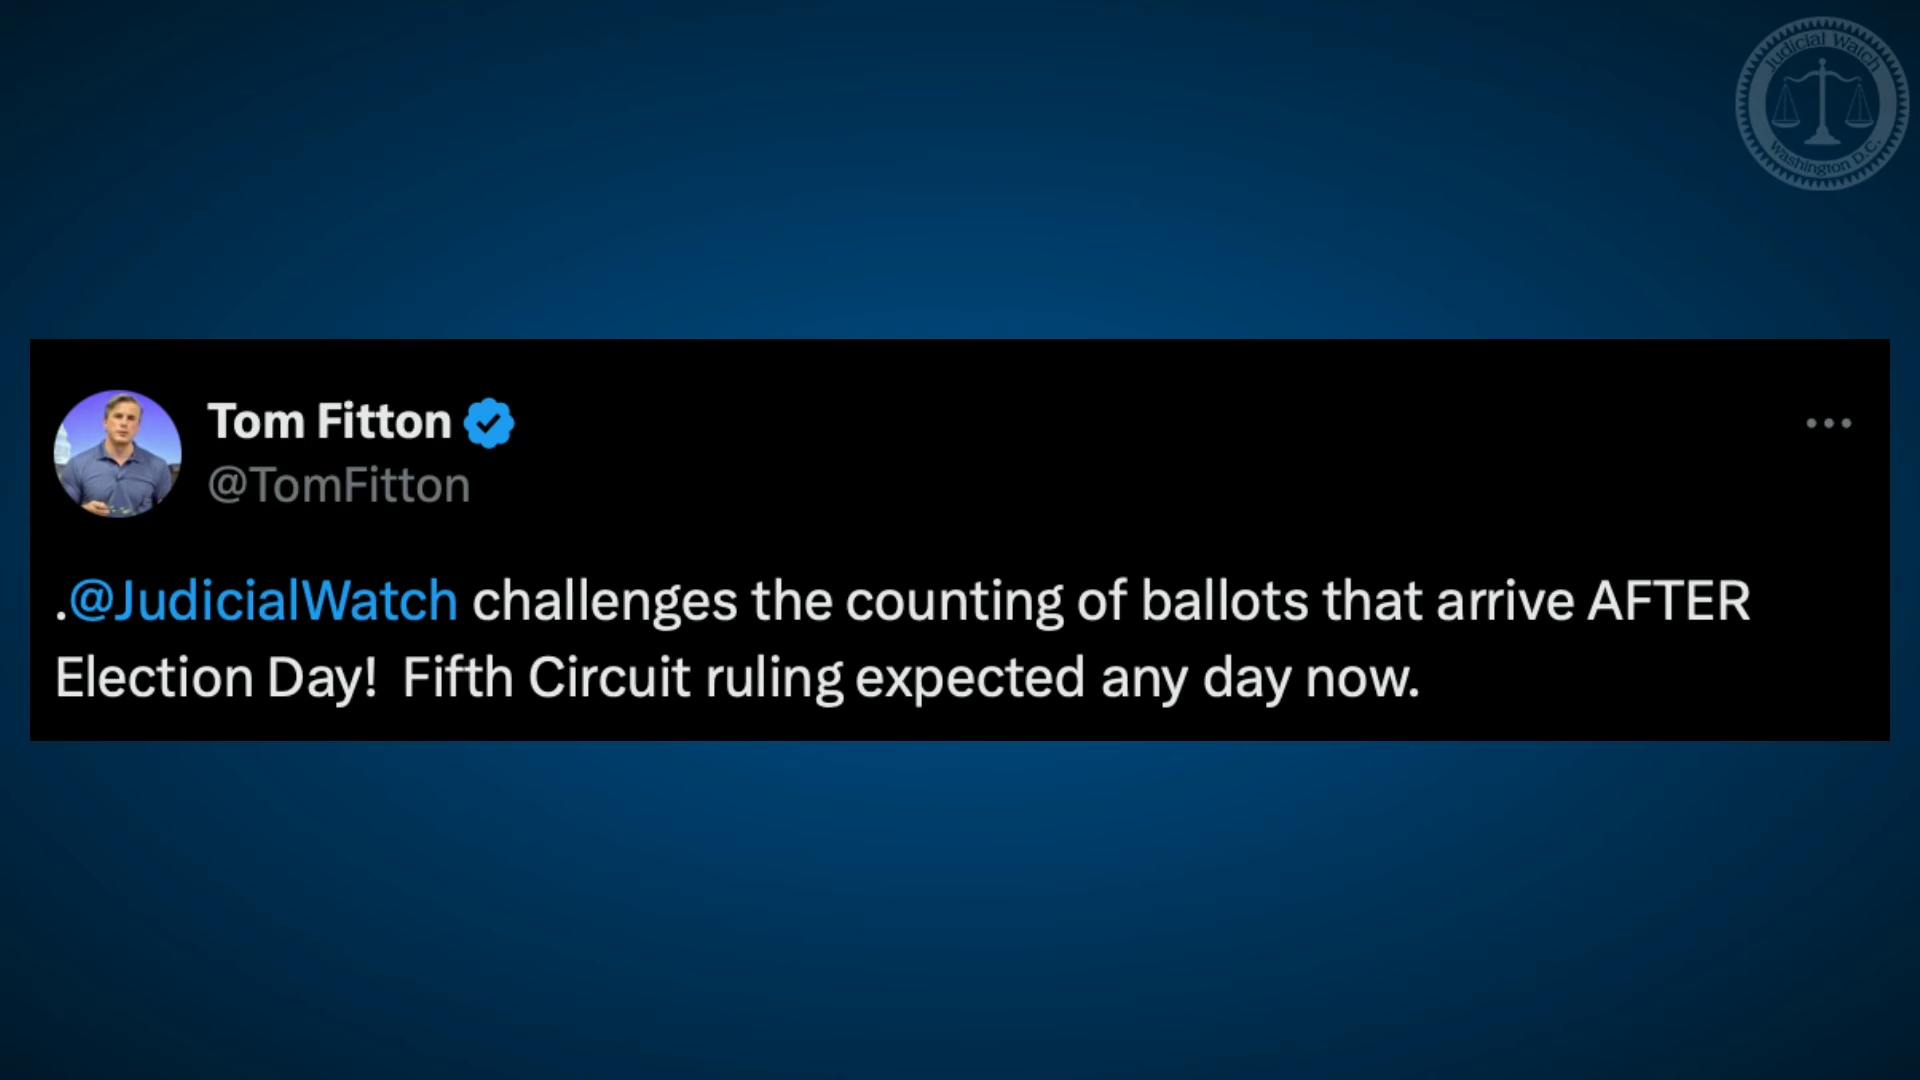 Judicial Watch
Washington D.C.
Tom Fitton
@TomFitton
.@JudicialWatch challenges the counting of ballots that arrive AFTER
Election Day!  Fifth Circuit ruling expected any day now.